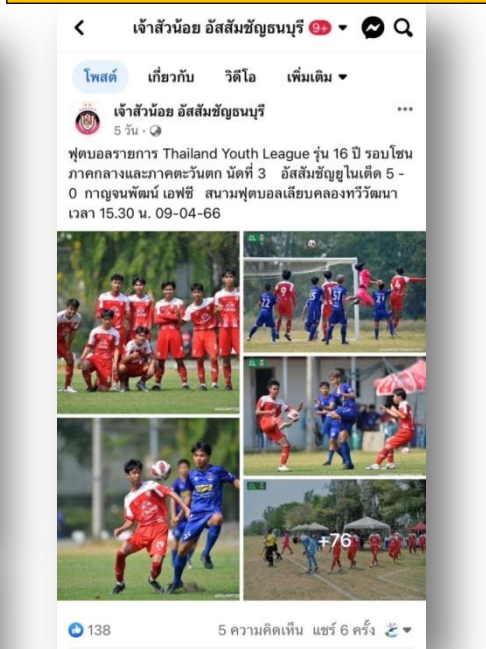 เจ้าสัวน้อย อัสสัมชัญธนบุรี 9+
โพสต์ เกี่ยวกับ วิดีโอ เพิ่มเติม
เจ้าสัวน้อย อัสสัมชัญธนบุรี
5 วัน ·
ฟุตบอลรายการ Thailand Youth League รุ่น 16 ปี รอบโซน
ภาคกลางและภาคตะวันตก นัดที่ 3 อัสสัมชัญยูไนเต็ด 5 -
0 กาญจนพัฒน์ เอฟซี สนามฟุตบอลเลียบคลองทวีวัฒนา
เวลา 15.30 น. 09-04-66
+76
138 5 ความคิดเห็น แชร์ 6 ครั้ง